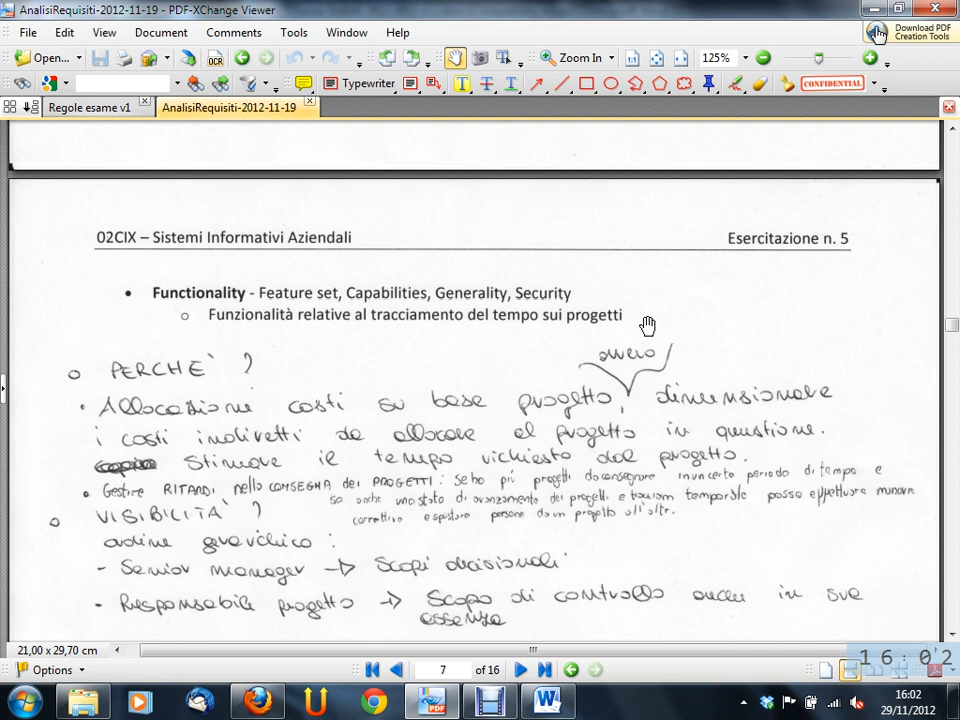 AnalisiRequisiti-2012-11-19 - PDF-XChange Viewer
File Edit View Document Comments Tools Window Help
Download PDF
Creation Tools
Open... OCR Zoom In 125%
Typewriter CONFIDENTIAL
Regole esame v1 AnalisiRequisiti-2012-11-19
02CIX – Sistemi Informativi Aziendali Esercitazione n. 5
• Functionality - Feature set, Capabilities, Generality, Security
o Funzionalità relative al tracciamento del tempo sui progetti
o PERCHE' ?
ovvero
• Allocazione costi su base progetto, dimensionare
i costi indiretti da allocare al progetto in questione.
Stimare il tempo richiesto dal progetto.
• Gestire RITARDI nella CONSEGNA dei PROGETTI: se ho più progetti da consegnare in un certo periodo di tempo e
so anche uno stato di avanzamento dei progetti e temporale posso effettuare manovre
correttive e spostare persone da un progetto all'altr.
o VISIBILITA' ?
ordine gerarchico:
- Senior manager → Scopi decisionali
- Responsabile progetto → Scopo di controllo anche in sua
essenza
21,00 x 29,70 cm
16:02
Options 7 of 16
W
16:02
29/11/2012